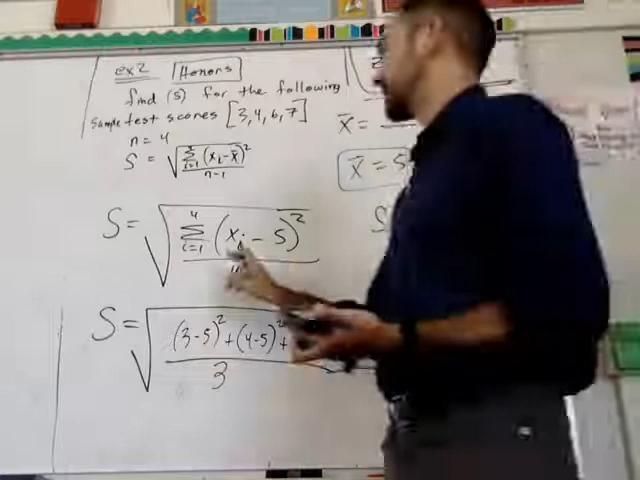 ex2 Honors
find (s) for the following
Sample test scores [3,4,6,7]
n=4
S = √(∑i=1 (xi-x̄)² / n-1)
x̄ =
x̄ = 5
S = √(4∑i=1 (xi - 5)²
S
S = √((3-5)²+(4-5)²+ / 3